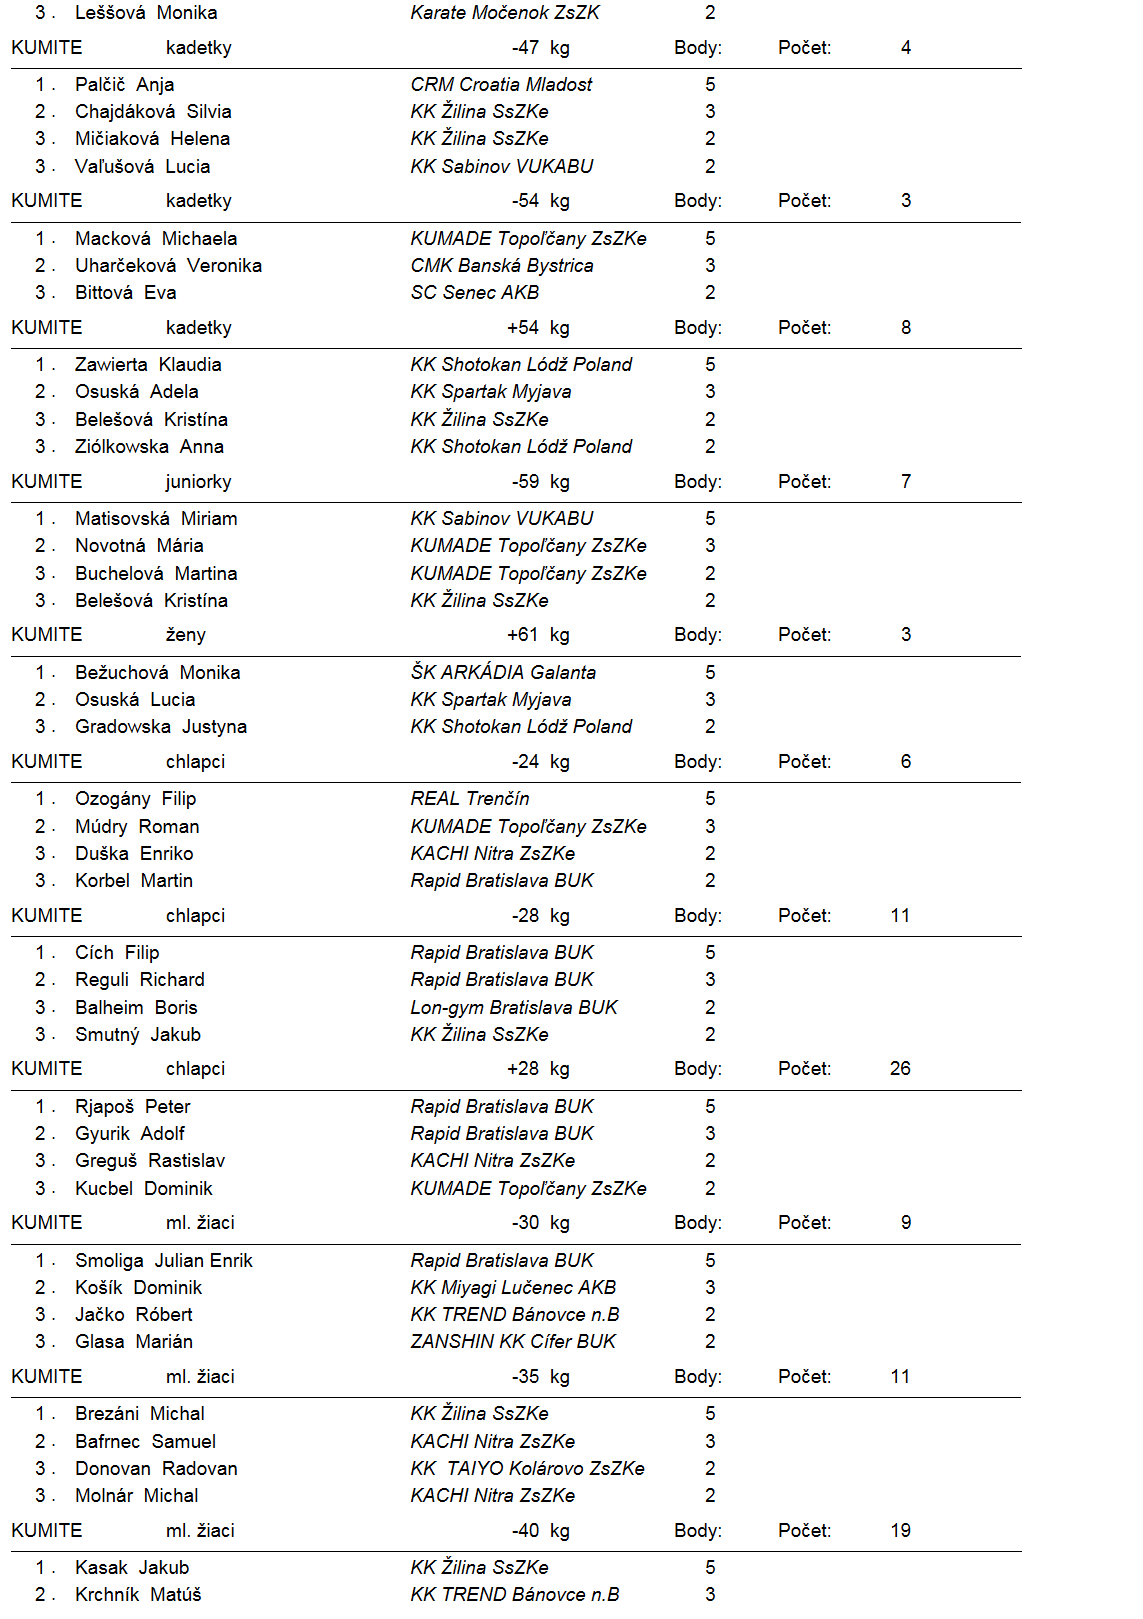 3 . Leššová Monika Karate Močenok ZsZK 2
KUMITE kadetky -47 kg Body: Počet: 4
1 . Palčič Anja CRM Croatia Mladost 5
2 . Chajdáková Silvia KK Žilina SsZKe 3
3 . Mičiaková Helena KK Žilina SsZKe 2
3 . Vaľušová Lucia KK Sabinov VUKABU 2
KUMITE kadetky -54 kg Body: Počet: 3
1 . Macková Michaela KUMADE Topoľčany ZsZKe 5
2 . Uharčeková Veronika CMK Banská Bystrica 3
3 . Bittová Eva SC Senec AKB 2
KUMITE kadetky +54 kg Body: Počet: 8
1 . Zawierta Klaudia KK Shotokan Lódž Poland 5
2 . Osuská Adela KK Spartak Myjava 3
3 . Belešová Kristína KK Žilina SsZKe 2
3 . Ziólkowska Anna KK Shotokan Lódž Poland 2
KUMITE juniorky -59 kg Body: Počet: 7
1 . Matisovská Miriam KK Sabinov VUKABU 5
2 . Novotná Mária KUMADE Topoľčany ZsZKe 3
3 . Buchelová Martina KUMADE Topoľčany ZsZKe 2
3 . Belešová Kristína KK Žilina SsZKe 2
KUMITE ženy +61 kg Body: Počet: 3
1 . Bežuchová Monika ŠK ARKÁDIA Galanta 5
2 . Osuská Lucia KK Spartak Myjava 3
3 . Gradowska Justyna KK Shotokan Lódž Poland 2
KUMITE chlapci -24 kg Body: Počet: 6
1 . Ozogány Filip REAL Trenčín 5
2 . Múdry Roman KUMADE Topoľčany ZsZKe 3
3 . Duška Enriko KACHI Nitra ZsZKe 2
3 . Korbel Martin Rapid Bratislava BUK 2
KUMITE chlapci -28 kg Body: Počet: 11
1 . Cích Filip Rapid Bratislava BUK 5
2 . Reguli Richard Rapid Bratislava BUK 3
3 . Balheim Boris Lon-gym Bratislava BUK 2
3 . Smutný Jakub KK Žilina SsZKe 2
KUMITE chlapci +28 kg Body: Počet: 26
1 . Rjapoš Peter Rapid Bratislava BUK 5
2 . Gyurik Adolf Rapid Bratislava BUK 3
3 . Greguš Rastislav KACHI Nitra ZsZKe 2
3 . Kucbel Dominik KUMADE Topoľčany ZsZKe 2
KUMITE ml. žiaci -30 kg Body: Počet: 9
1 . Smoliga Julian Enrik Rapid Bratislava BUK 5
2 . Košík Dominik KK Miyagi Lučenec AKB 3
3 . Jačko Róbert KK TREND Bánovce n.B 2
3 . Glasa Marián ZANSHIN KK Cífer BUK 2
KUMITE ml. žiaci -35 kg Body: Počet: 11
1 . Brezáni Michal KK Žilina SsZKe 5
2 . Bafrnec Samuel KACHI Nitra ZsZKe 3
3 . Donovan Radovan KK TAIYO Kolárovo ZsZKe 2
3 . Molnár Michal KACHI Nitra ZsZKe 2
KUMITE ml. žiaci -40 kg Body: Počet: 19
1 . Kasak Jakub KK Žilina SsZKe 5
2 . Krchník Matúš KK TREND Bánovce n.B 3